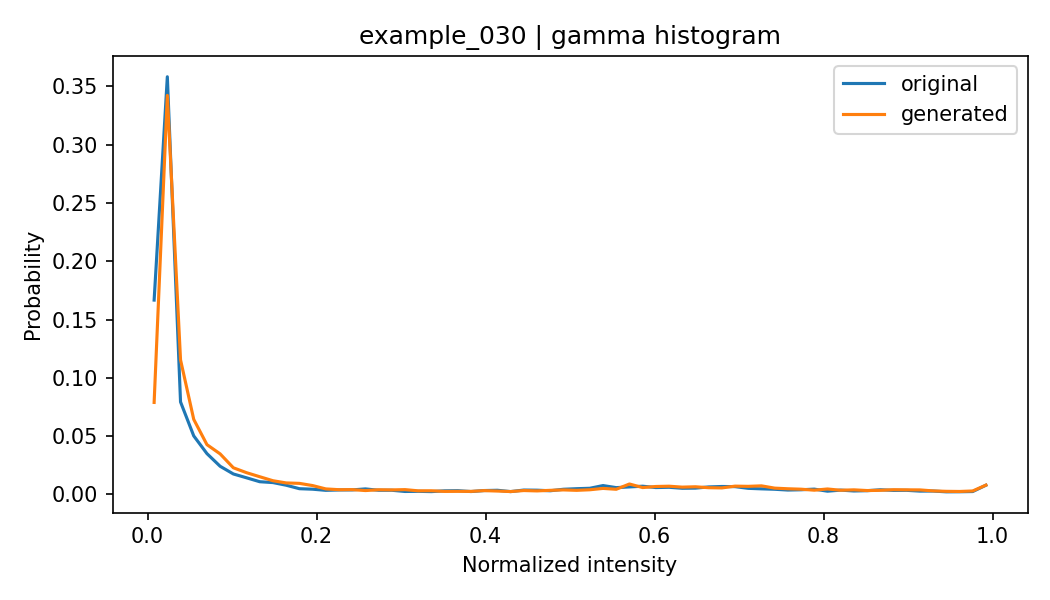 example_030 | gamma histogram
original
generated
Probability
0.35
0.30
0.25
0.20
0.15
0.10
0.05
0.00
0.0 0.2 0.4 0.6 0.8 1.0
Normalized intensity